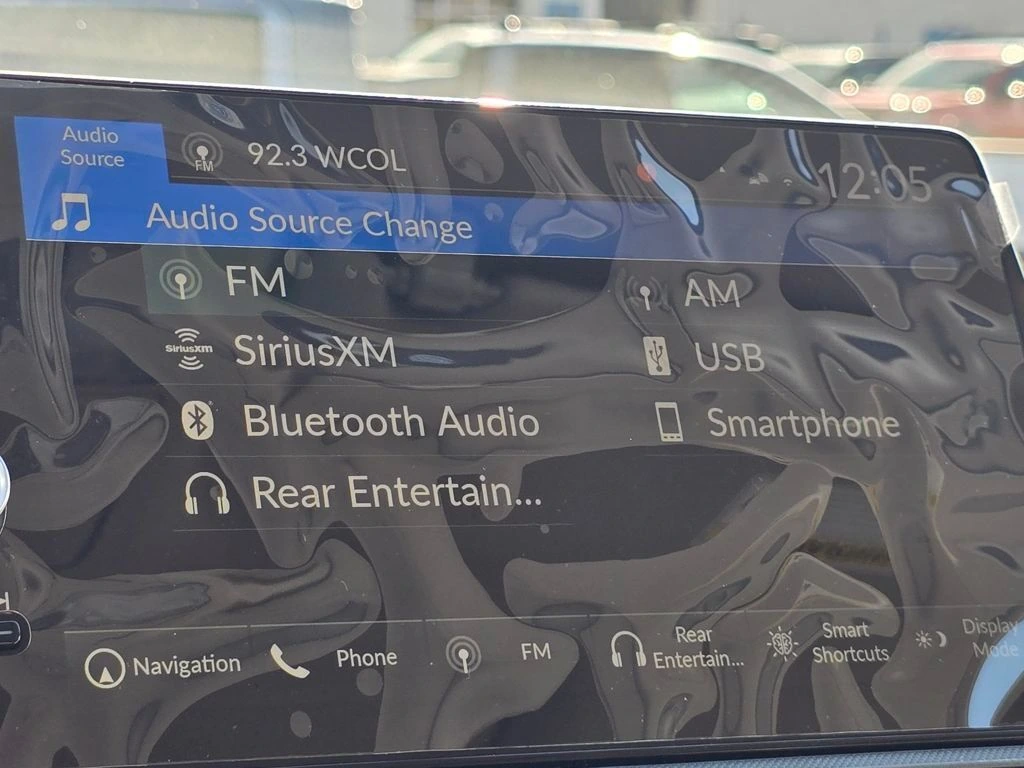 Audio
Source
FM
92.3 WCOL
12:05
Audio Source Change
FM
AM
SiriusXM
SiriusXM
USB
Bluetooth Audio
Smartphone
Rear Entertain...
Navigation
Phone
FM
Rear
Entertain...
Smart
Shortcuts
Display
Mode